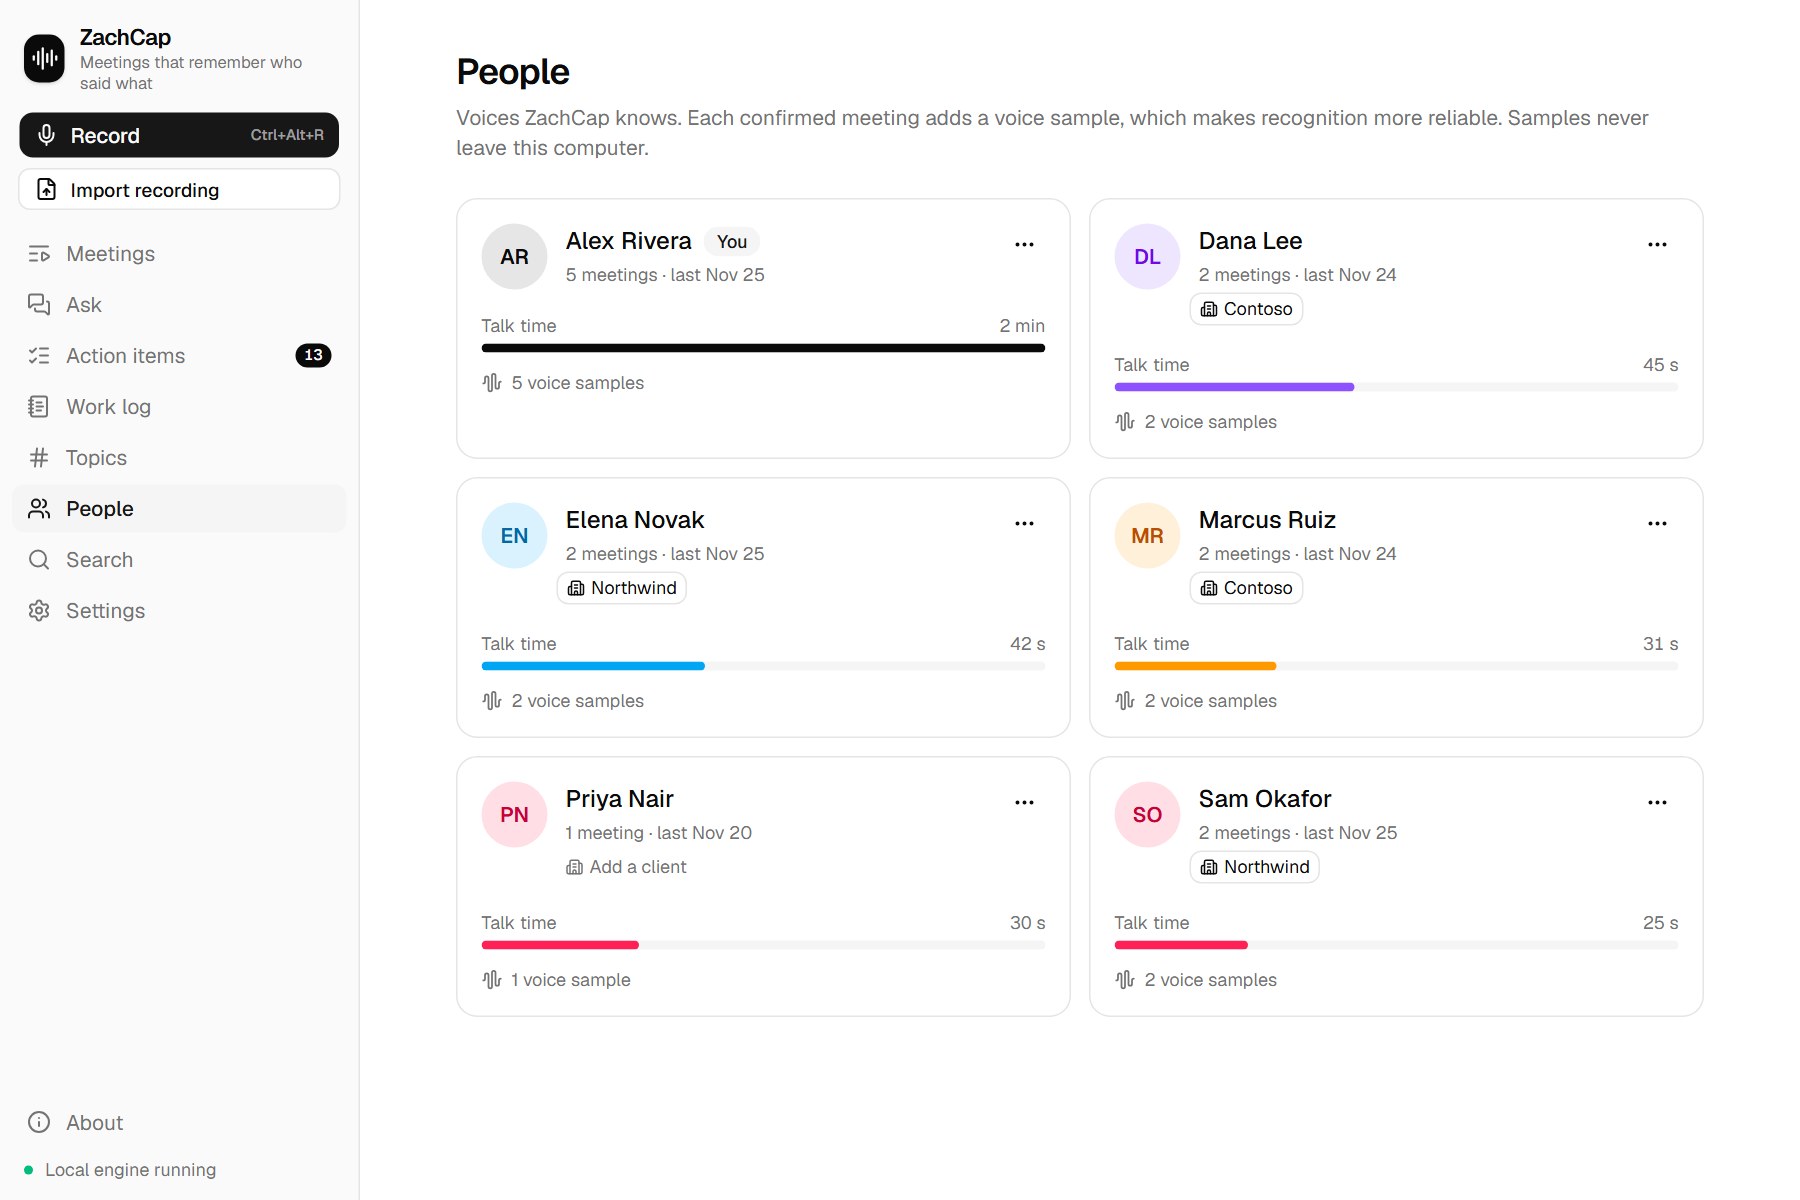 ZachCap
Meetings that remember who
said what
Record Ctrl+Alt+R
Import recording
Meetings
Ask
Action items 13
Work log
Topics
People
Search
Settings
About
Local engine running
People
Voices ZachCap knows. Each confirmed meeting adds a voice sample, which makes recognition more reliable. Samples never
leave this computer.
AR
Alex Rivera You
5 meetings · last Nov 25
Talk time 2 min
5 voice samples
DL
Dana Lee
2 meetings · last Nov 24
Contoso
Talk time 45 s
2 voice samples
EN
Elena Novak
2 meetings · last Nov 25
Northwind
Talk time 42 s
2 voice samples
MR
Marcus Ruiz
2 meetings · last Nov 24
Contoso
Talk time 31 s
2 voice samples
PN
Priya Nair
1 meeting · last Nov 20
Add a client
Talk time 30 s
1 voice sample
SO
Sam Okafor
2 meetings · last Nov 25
Northwind
Talk time 25 s
2 voice samples